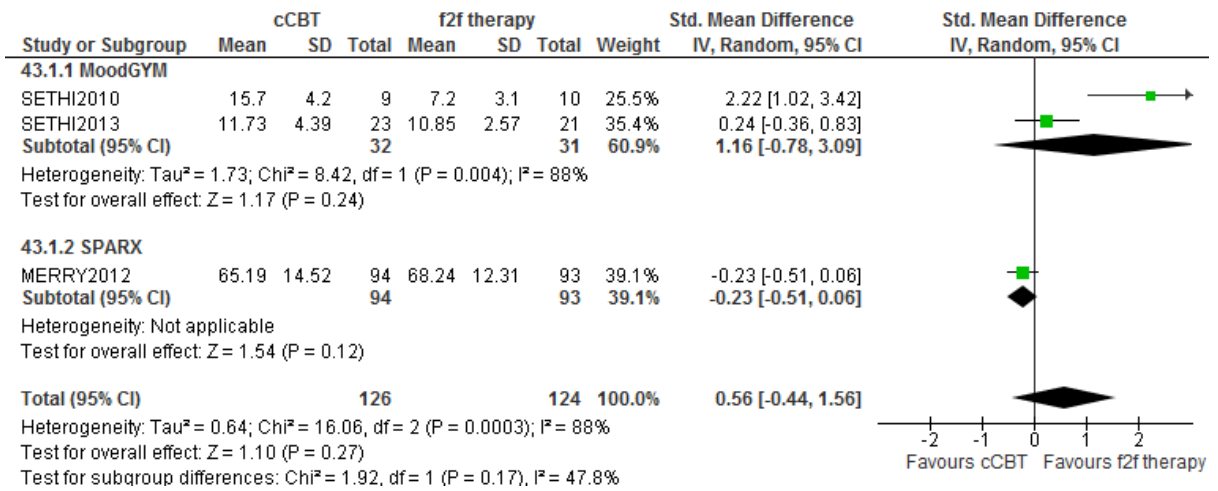 cCBT f2f therapy Std. Mean Difference Std. Mean Difference
Study or Subgroup Mean SD Total Mean SD Total Weight IV, Random, 95% CI IV, Random, 95% CI
43.1.1 MoodGYM
SETHI2010 15.7 4.2 9 7.2 3.1 10 25.5% 2.22 [1.02, 3.42]
SETHI2013 11.73 4.39 23 10.85 2.57 21 35.4% 0.24 [-0.36, 0.83]
Subtotal (95% CI) 32 31 60.9% 1.16 [-0.78, 3.09]
Heterogeneity: Tau² = 1.73; Chi² = 8.42, df = 1 (P = 0.004); I² = 88%
Test for overall effect: Z = 1.17 (P = 0.24)
43.1.2 SPARX
MERRY2012 65.19 14.52 94 68.24 12.31 93 39.1% -0.23 [-0.51, 0.06]
Subtotal (95% CI) 94 93 39.1% -0.23 [-0.51, 0.06]
Heterogeneity: Not applicable
Test for overall effect: Z = 1.54 (P = 0.12)
Total (95% CI) 126 124 100.0% 0.56 [-0.44, 1.56]
Heterogeneity: Tau² = 0.64; Chi² = 16.06, df = 2 (P = 0.0003); I² = 88%
Test for overall effect: Z = 1.10 (P = 0.27)
Test for subgroup differences: Chi² = 1.92, df = 1 (P = 0.17), I² = 47.8%
-2 -1 0 1 2
Favours cCBT Favours f2f therapy